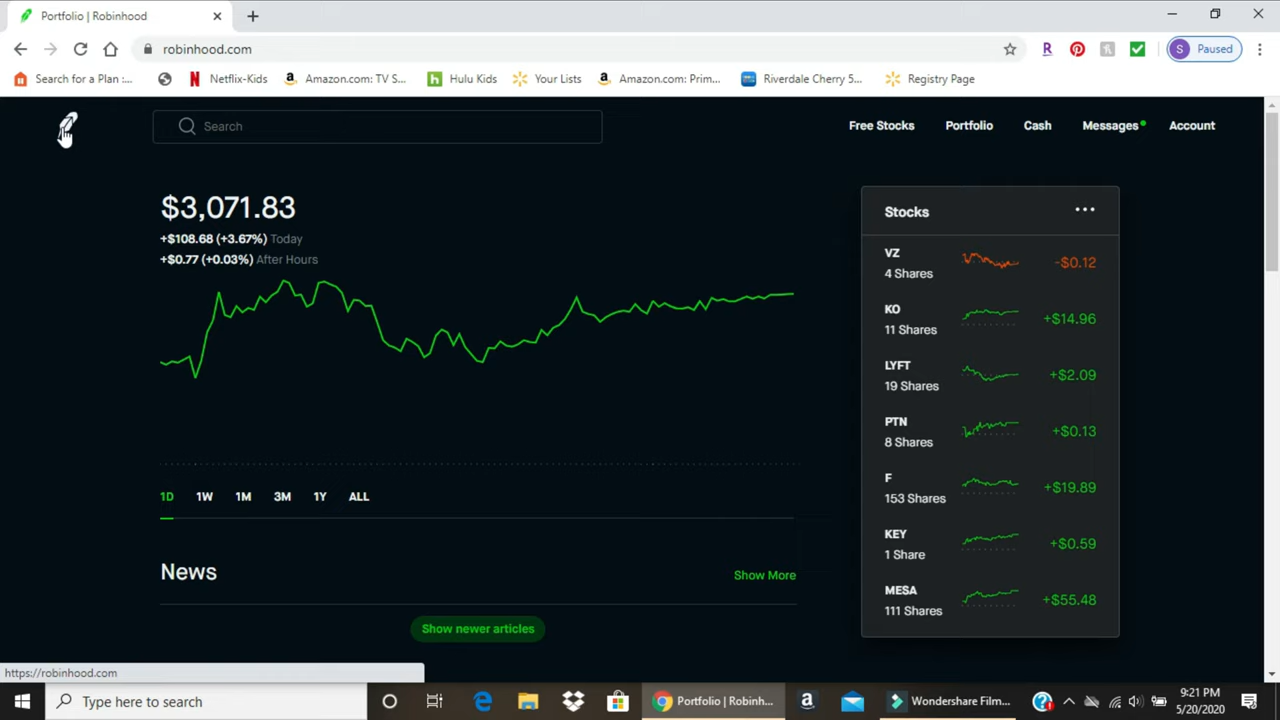 Portfolio | Robinhood
robinhood.com
R
S Paused
Search for a Plan :...
N Netflix-Kids
a Amazon.com: TV S...
h Hulu Kids
Your Lists
a Amazon.com: Prim...
Riverdale Cherry 5...
Registry Page
Search
Free Stocks
Portfolio
Cash
Messages
Account
$3,071.83
+$108.68 (+3.67%) Today
+$0.77 (+0.03%) After Hours
1D 1W 1M 3M 1Y ALL
News
Show More
Show newer articles
Stocks
VZ
4 Shares
-$0.12
KO
11 Shares
+$14.96
LYFT
19 Shares
+$2.09
PTN
8 Shares
+$0.13
F
153 Shares
+$19.89
KEY
1 Share
+$0.59
MESA
111 Shares
+$55.48
https://robinhood.com
Type here to search
Portfolio | Robinh...
a
Wondershare Film...
9:21 PM
5/20/2020